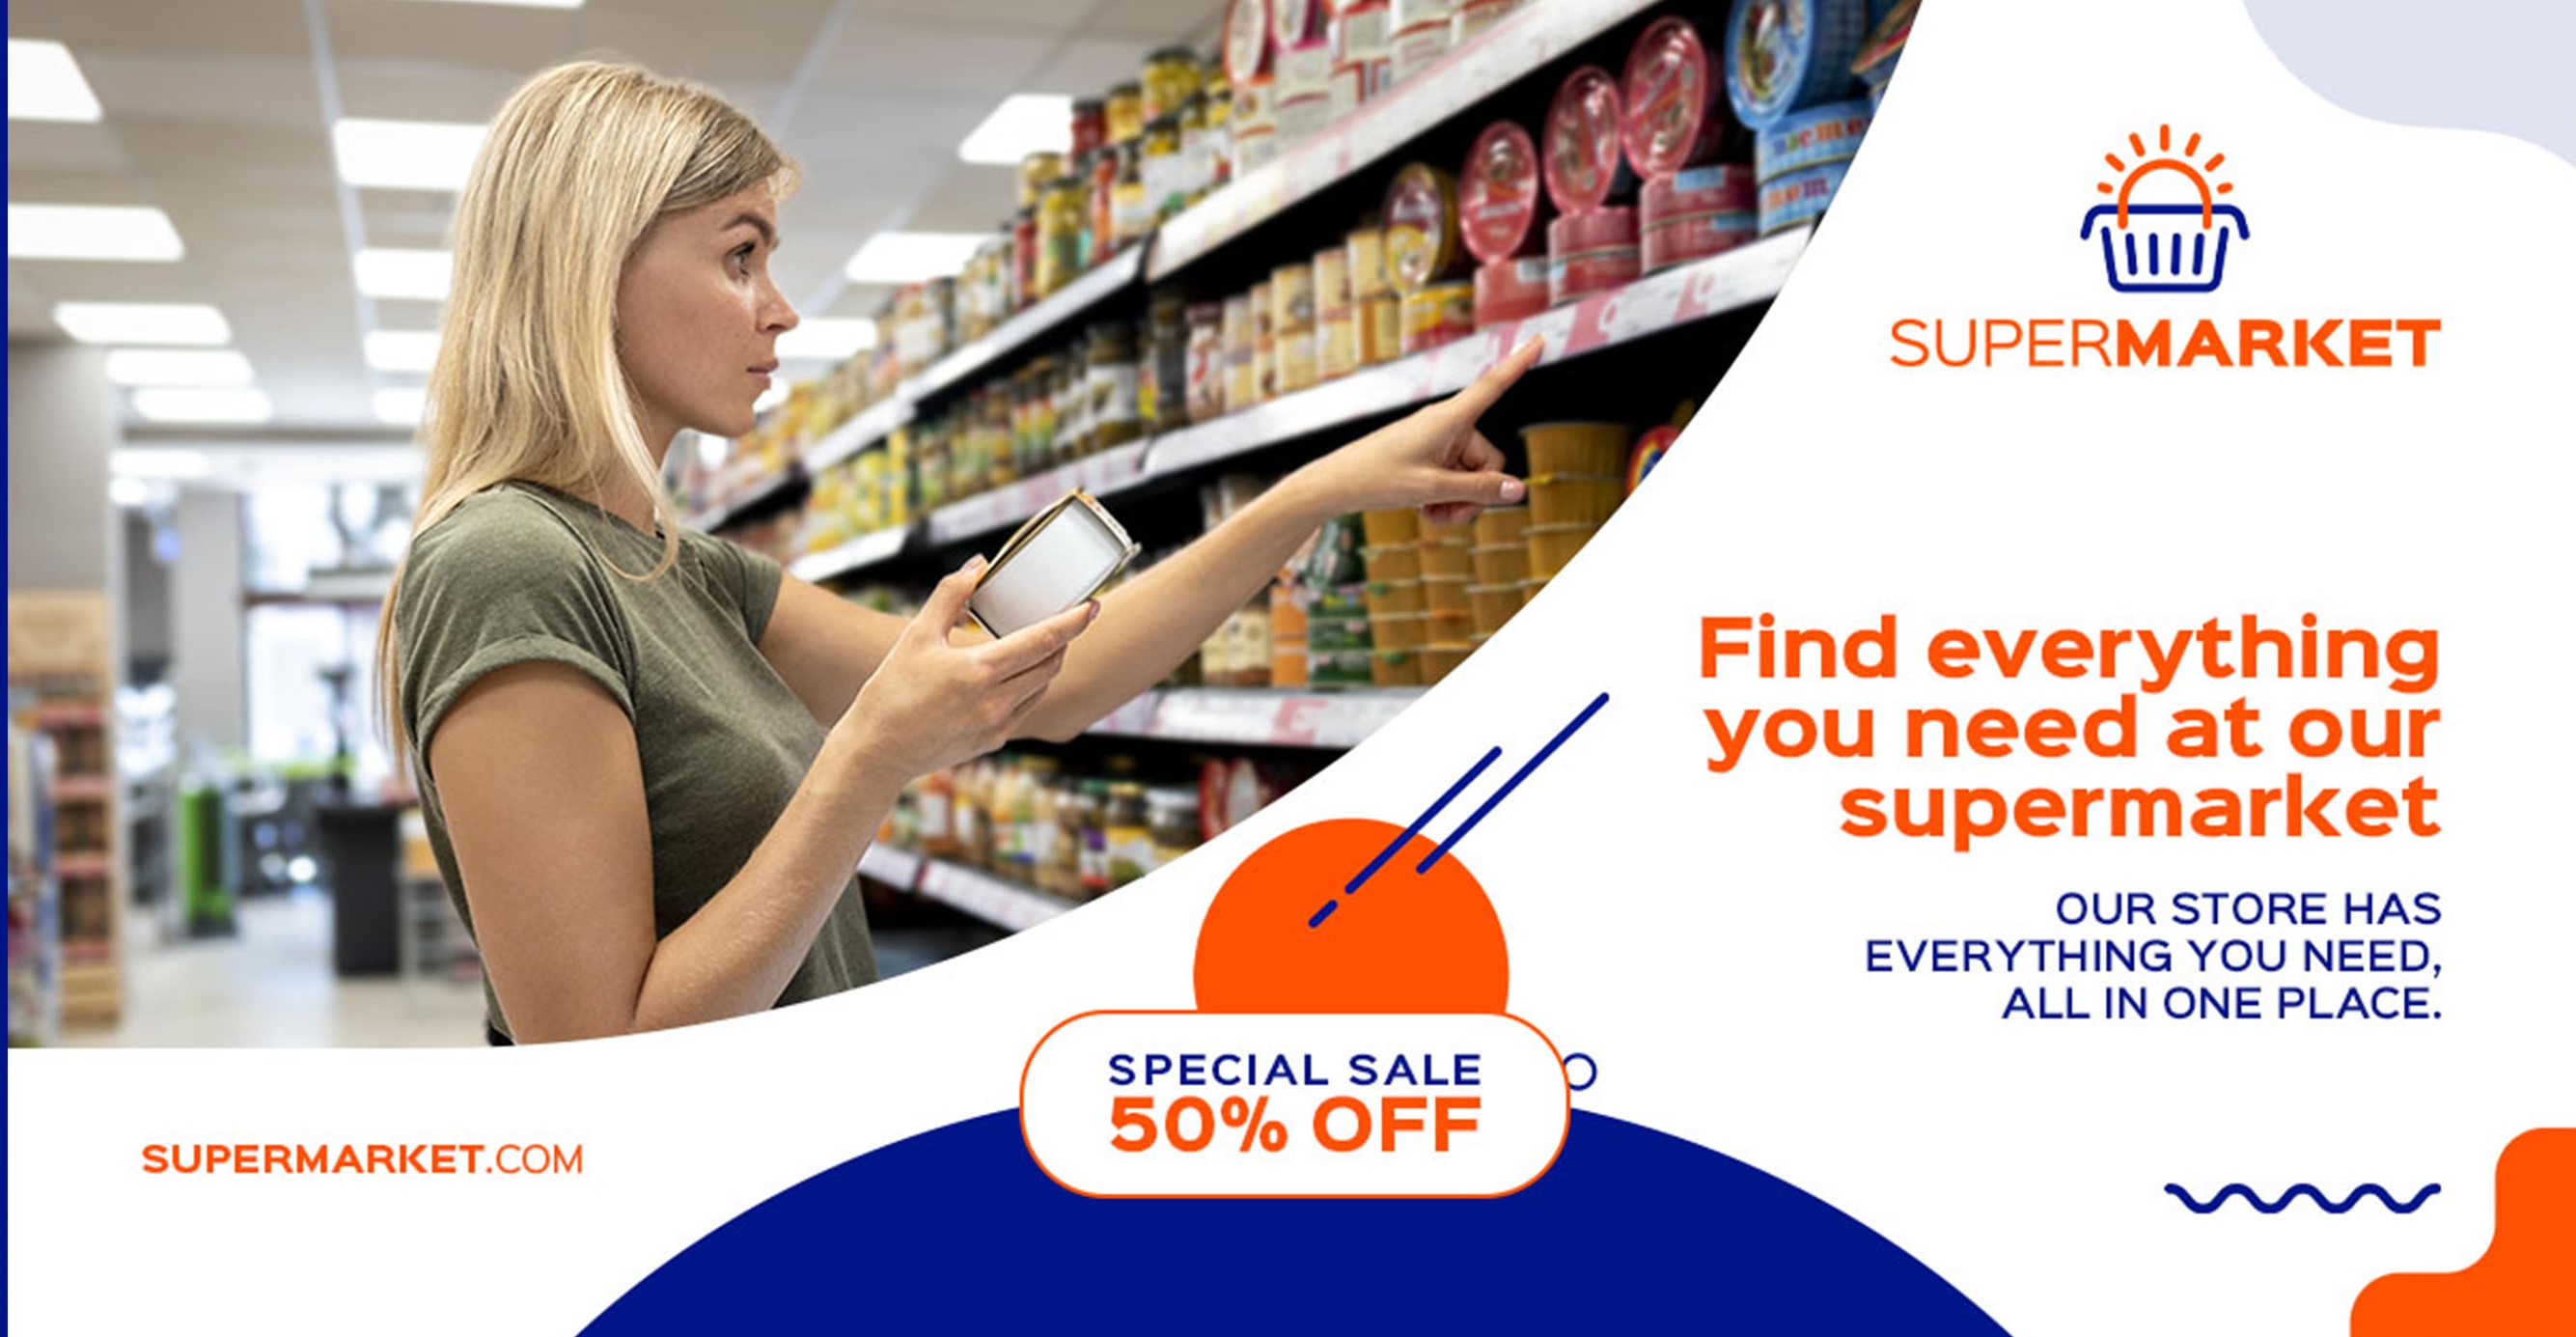 SUPERMARKET
Find everything
you need at our
supermarket
OUR STORE HAS
EVERYTHING YOU NEED,
ALL IN ONE PLACE.
SPECIAL SALE
50% OFF
SUPERMARKET.COM